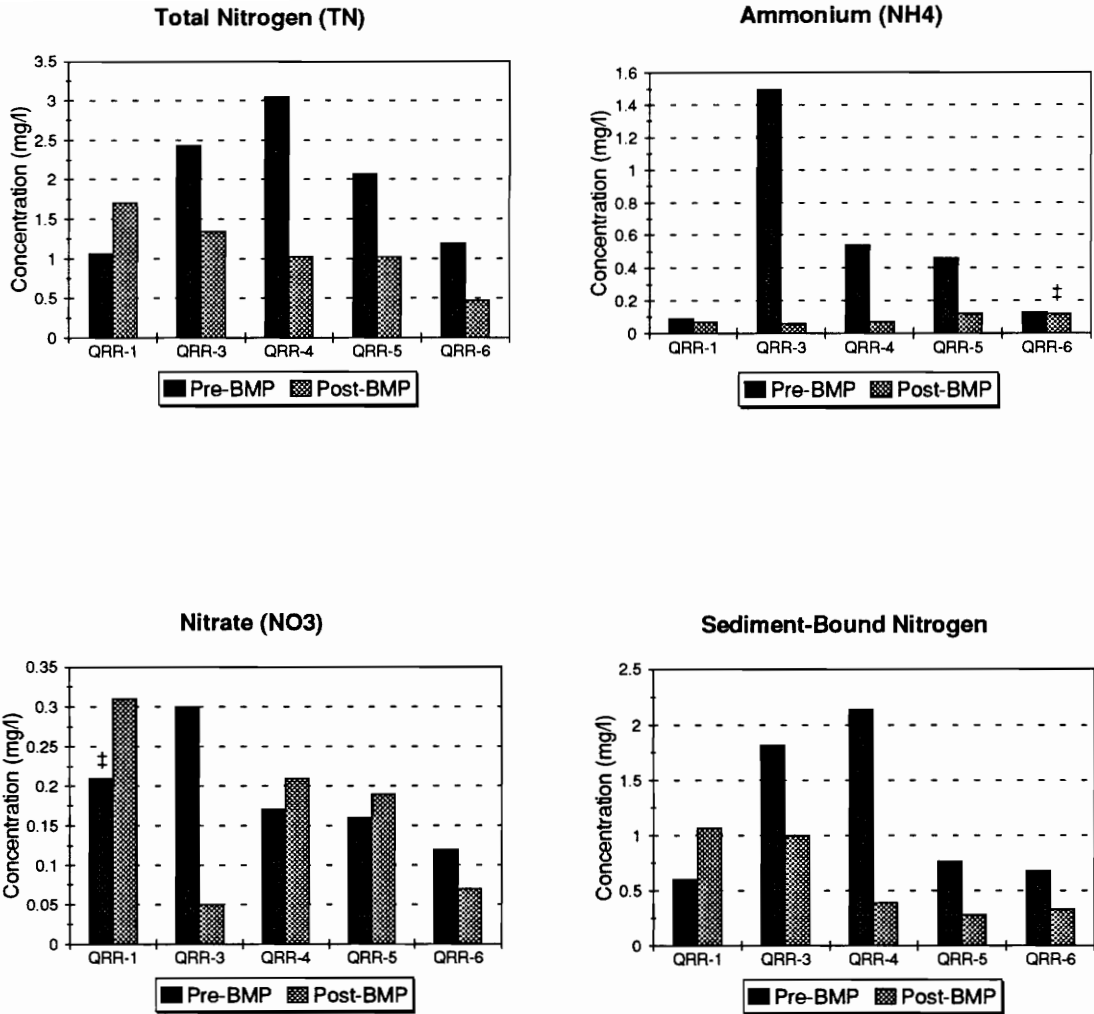 Total Nitrogen (TN)
Concentration (mg/l)
3.5
3
2.5
2
1.5
1
0.5
0
QRR-1 QRR-3 QRR-4 QRR-5 QRR-6
Pre-BMP Post-BMP
Ammonium (NH4)
Concentration (mg/l)
1.6
1.4
1.2
1
0.8
0.6
0.4
0.2
0
‡
QRR-1 QRR-3 QRR-4 QRR-5 QRR-6
Pre-BMP Post-BMP
Nitrate (NO3)
Concentration (mg/l)
0.35
0.3
0.25
0.2
0.15
0.1
0.05
0
‡
QRR-1 QRR-3 QRR-4 QRR-5 QRR-6
Pre-BMP Post-BMP
Sediment-Bound Nitrogen
Concentration (mg/l)
2.5
2
1.5
1
0.5
0
QRR-1 QRR-3 QRR-4 QRR-5 QRR-6
Pre-BMP Post-BMP